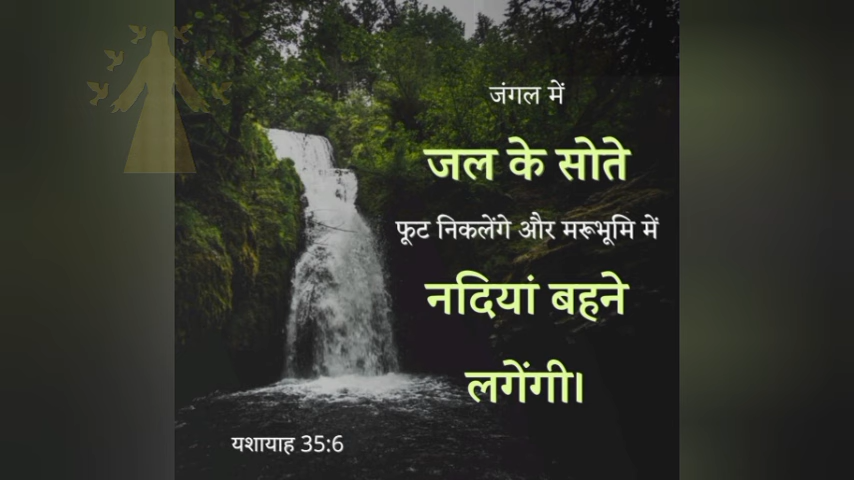 जंगल में
जल के सोते
फूट निकलेंगे और मरूभूमि में
नदियां बहने
लगेंगी।
यशायाह 35:6